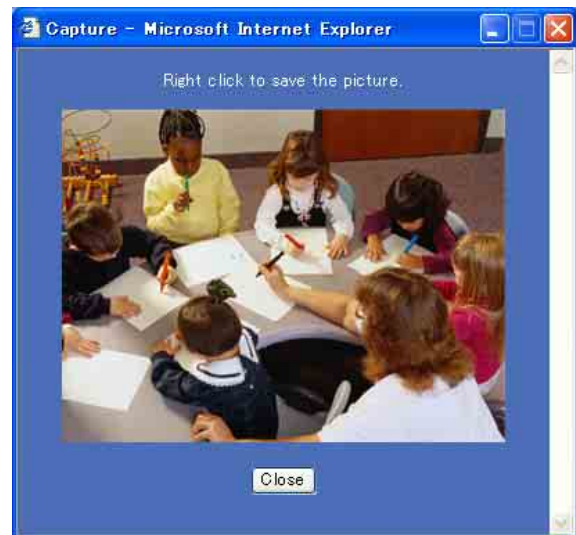 Capture - Microsoft Internet Explorer
Right click to save the picture.
Close